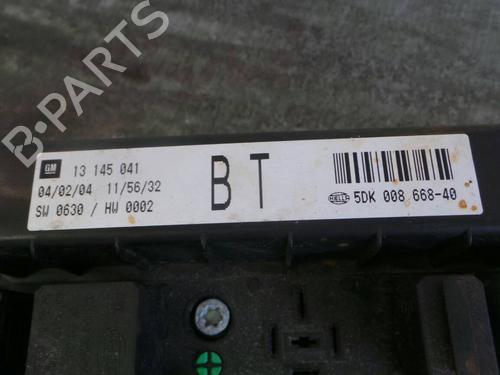 B-PARTS
GM 13 145 041
04/02/04 11/56/32
SW 0630 / HW 0002
BT
HELLA 5DK 008 668-40